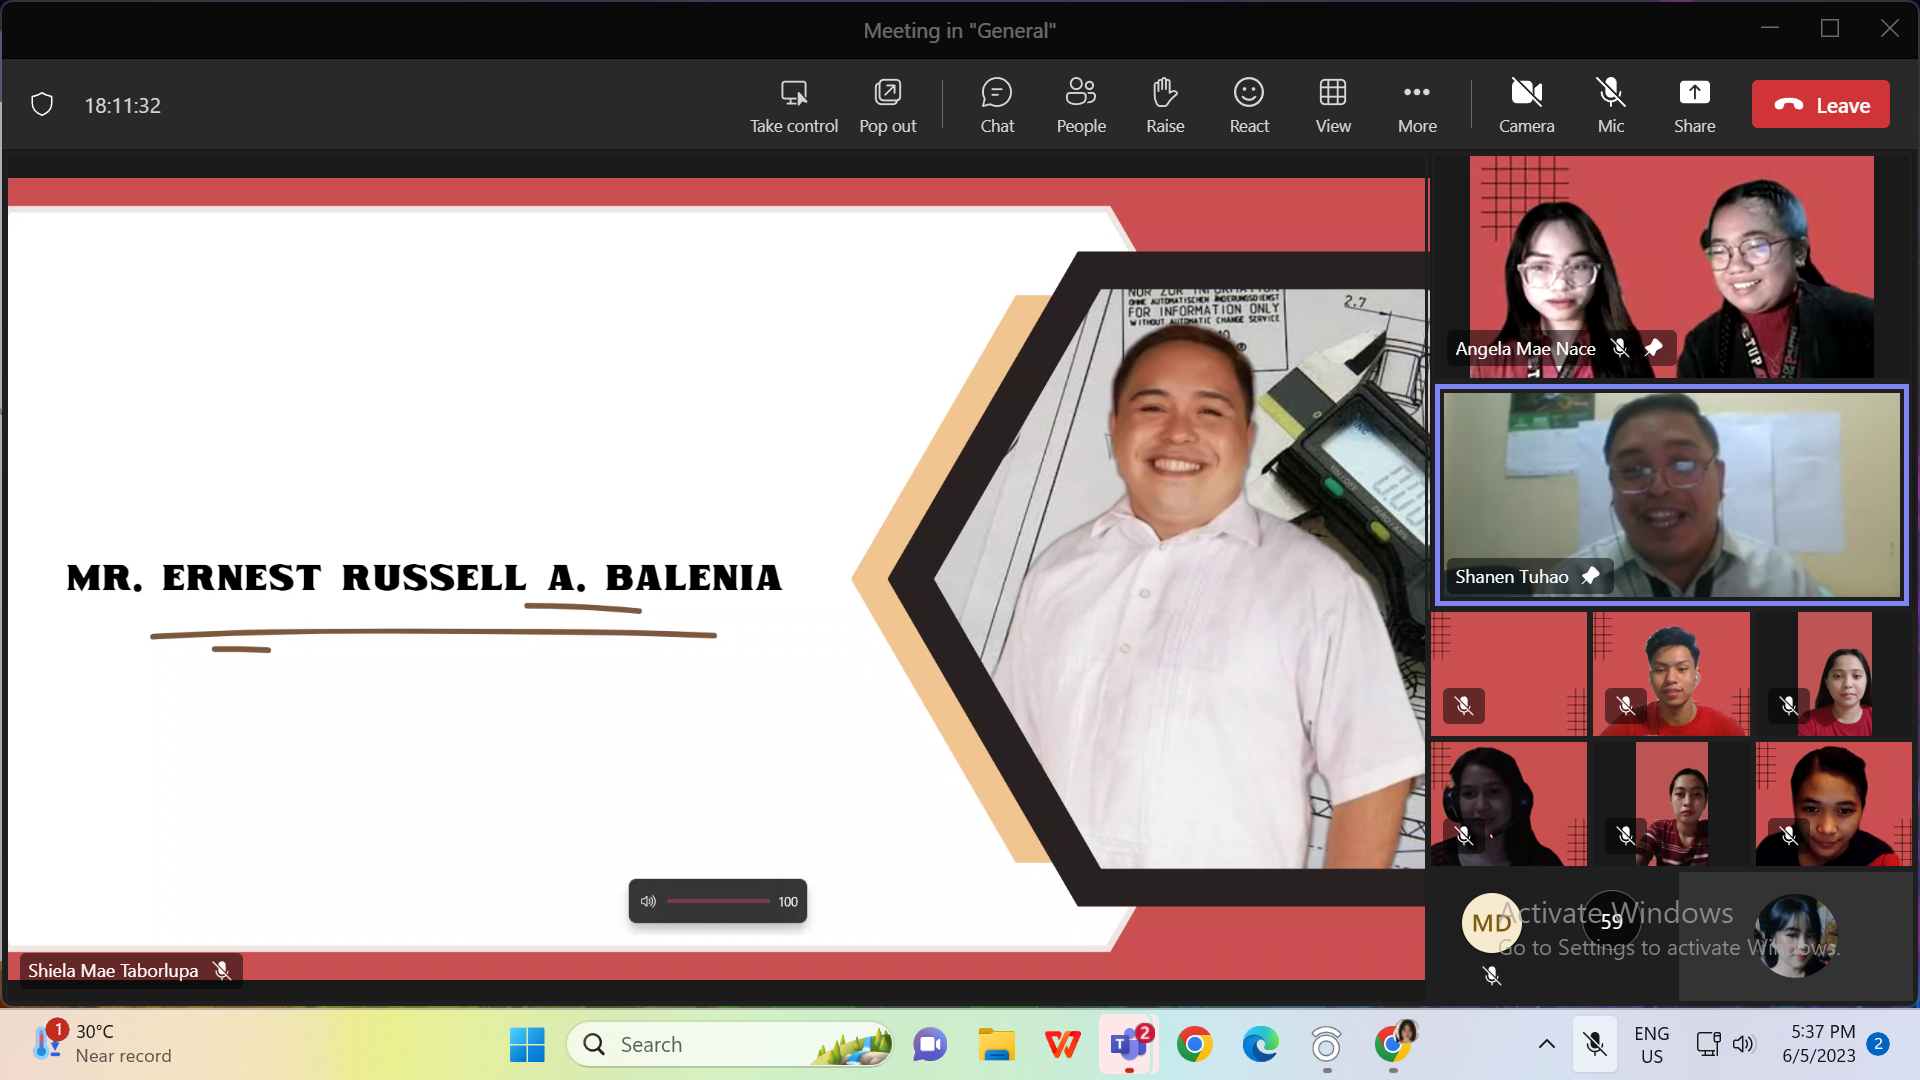 Meeting in "General"
18:11:32
Take control
Pop out
Chat
People
Raise
React
View
More
Camera
Mic
Share
Leave
NUR ZUR INFORMATION
OHNE AUTOMATISCHEN ÄNDERUNGSDIENST
FOR INFORMATION ONLY
WITHOUT AUTOMATIC CHANGE SERVICE
2.7
MR. ERNEST RUSSELL A. BALENIA
100
Shiela Mae Taborlupa
Angela Mae Nace
TUP
Shanen Tuhao
MD
59
Activate Windows
Go to Settings to activate Windows.
1
30°C
Near record
Search
2
ENG
US
5:37 PM
6/5/2023
2